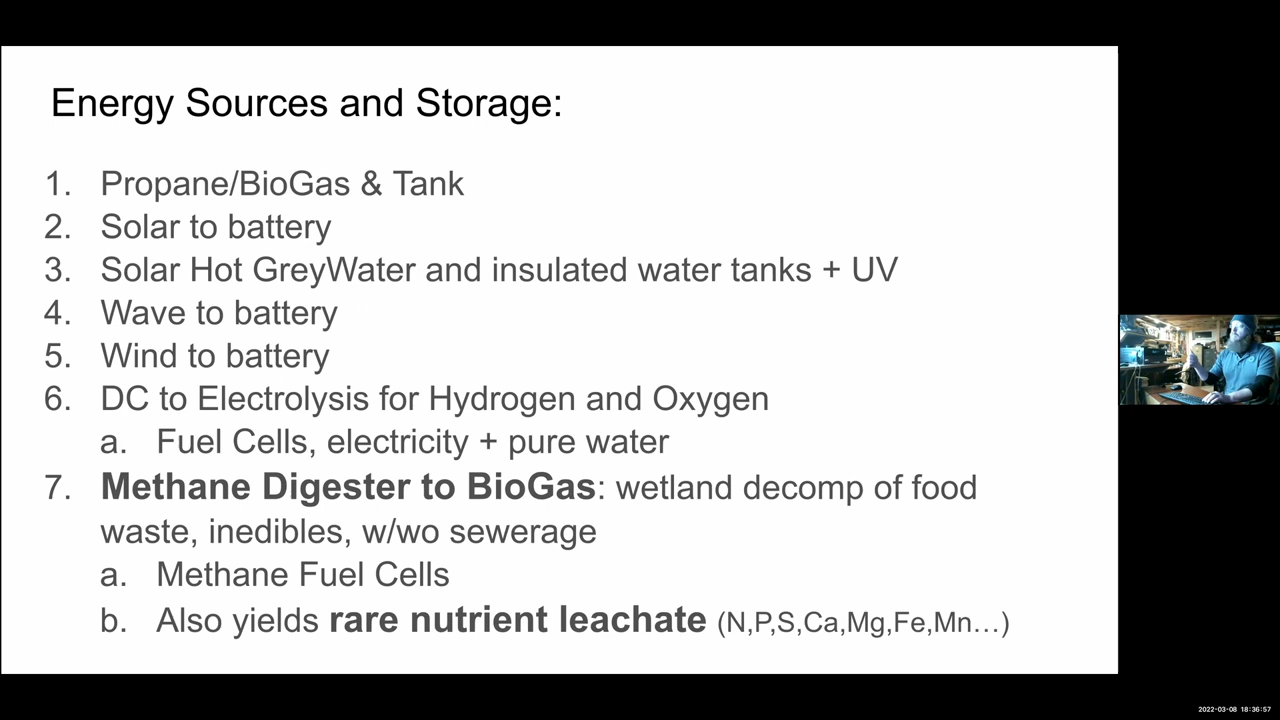 Energy Sources and Storage:
1. Propane/BioGas & Tank
2. Solar to battery
3. Solar Hot GreyWater and insulated water tanks + UV
4. Wave to battery
5. Wind to battery
6. DC to Electrolysis for Hydrogen and Oxygen
a. Fuel Cells, electricity + pure water
7. Methane Digester to BioGas: wetland decomp of food
waste, inedibles, w/wo sewerage
a. Methane Fuel Cells
b. Also yields rare nutrient leachate (N,P,S,Ca,Mg,Fe,Mn…)
2022-03-08 18:36:57